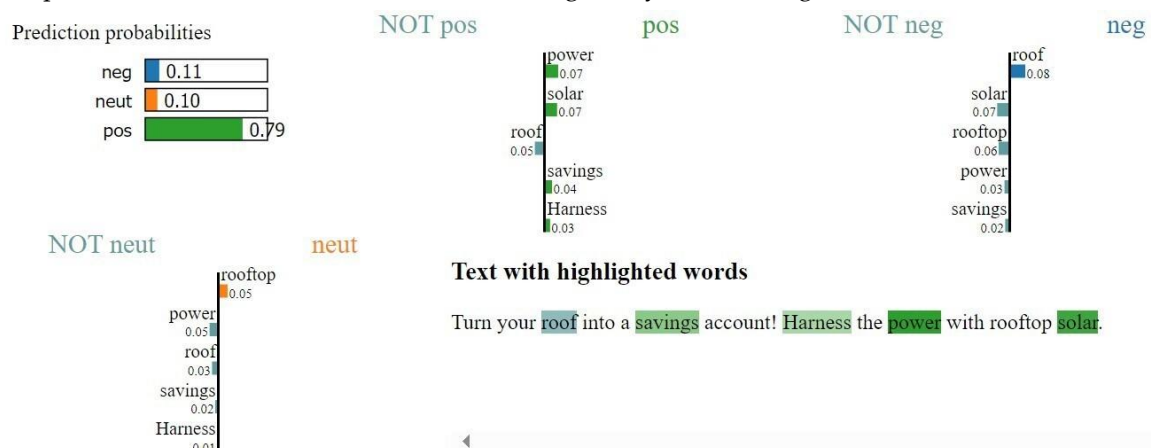 Prediction probabilities
neg 0.11
neut 0.10
pos 0.79
NOT pos pos
power
0.07
solar
0.07
roof
0.05
savings
0.04
Harness
0.03
NOT neg neg
roof
0.08
solar
0.07
rooftop
0.06
power
0.03
savings
0.02
NOT neut neut
rooftop
0.05
power
0.05
roof
0.03
savings
0.02
Harness
0.01
Text with highlighted words
Turn your roof into a savings account! Harness the power with rooftop solar.